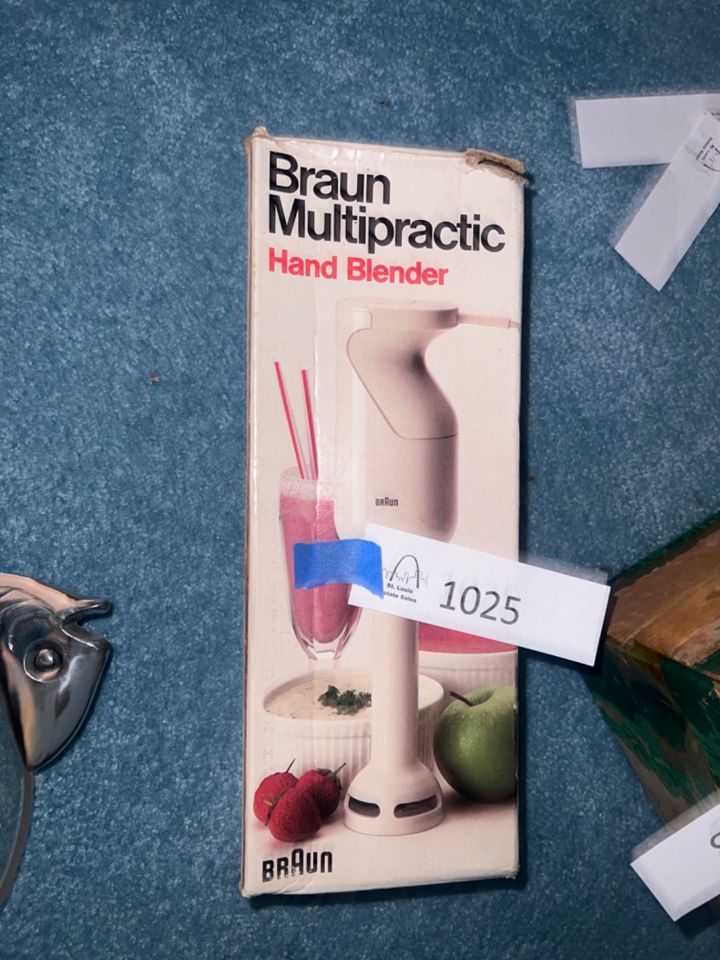 Braun
Multipractic
Hand Blender
BRAUN
St. Louis
Estate Sales
1025
BRAUN